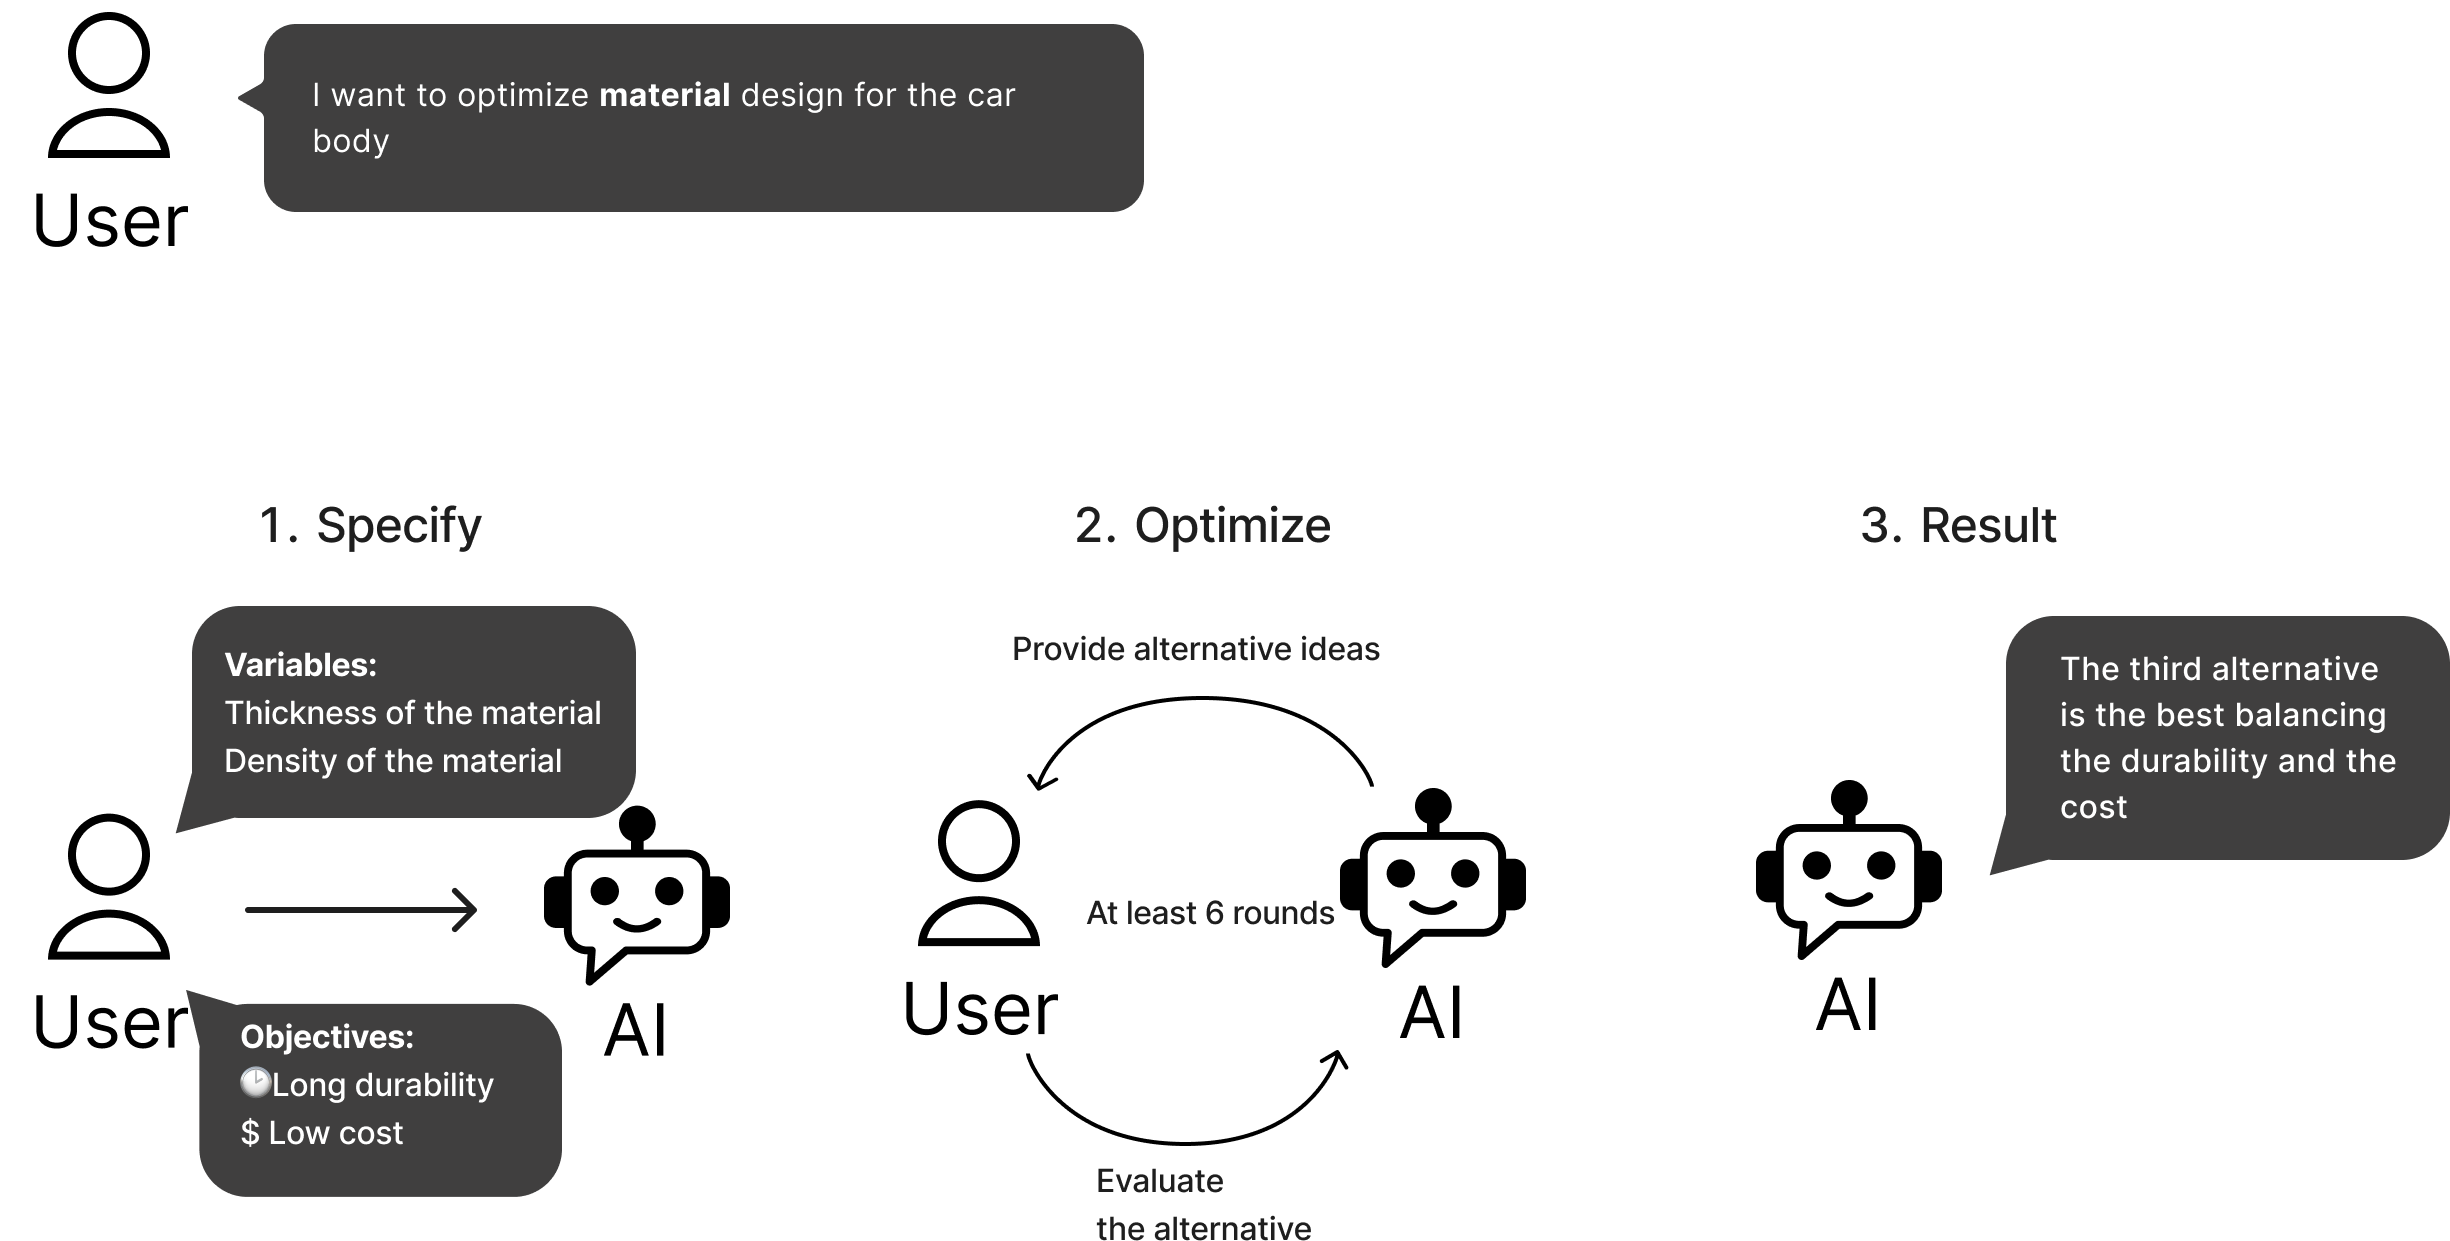 I want to optimize material design for the car
body
User
1. Specify
Variables:
Thickness of the material
Density of the material
User
AI
Objectives:
🕑Long durability
$ Low cost
2. Optimize
Provide alternative ideas
At least 6 rounds
User
AI
Evaluate
the alternative
3. Result
The third alternative
is the best balancing
the durability and the
cost
AI